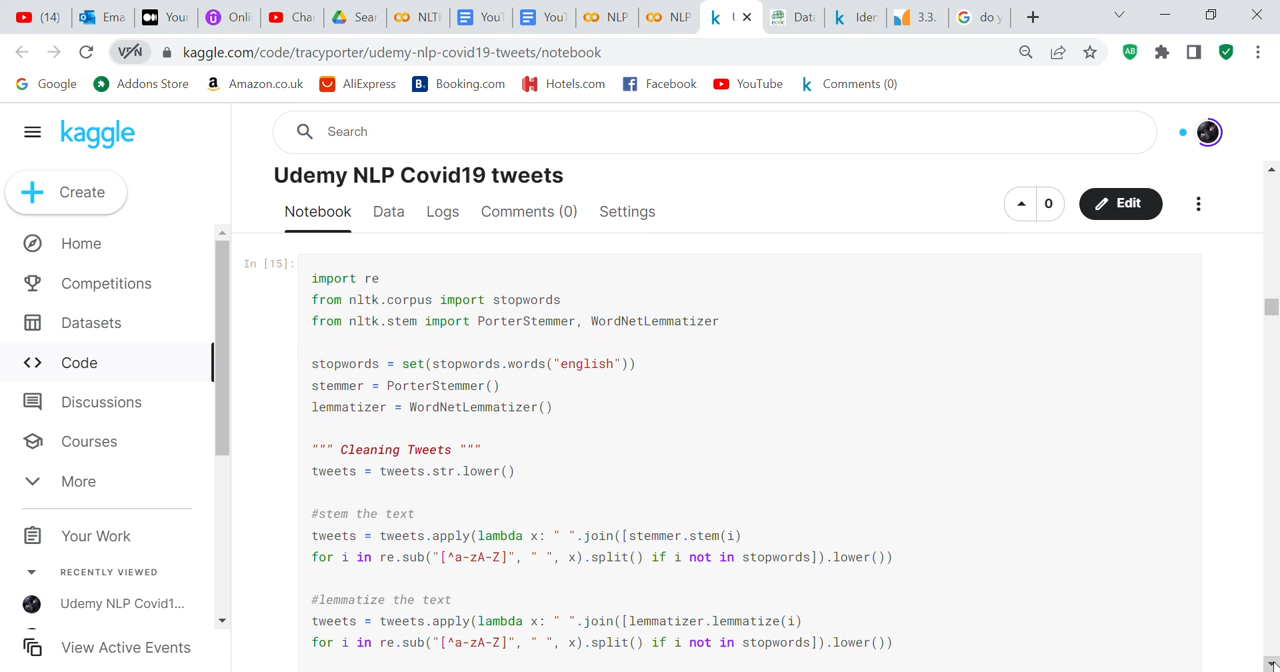 (14)
Ema
Your
Onli
Cha
Sear
NLT
You
You
NLP
NLP
Data
Iden
3.3.
do y
VPN
kaggle.com/code/tracyporter/udemy-nlp-covid19-tweets/notebook
AB
Google
Addons Store
Amazon.co.uk
AliExpress
B.
Booking.com
Hotels.com
Facebook
YouTube
Comments (0)
kaggle
Search
Udemy NLP Covid19 tweets
Create
0
Edit
Notebook
Data
Logs
Comments (0)
Settings
Home
Competitions
Datasets
Code
Discussions
Courses
More
Your Work
RECENTLY VIEWED
Udemy NLP Covid1...
View Active Events
In [15]:
import re
from nltk.corpus import stopwords
from nltk.stem import PorterStemmer, WordNetLemmatizer
stopwords = set(stopwords.words("english"))
stemmer = PorterStemmer()
lemmatizer = WordNetLemmatizer()
""" Cleaning Tweets """
tweets = tweets.str.lower()
#stem the text
tweets = tweets.apply(lambda x: " ".join([stemmer.stem(i)
for i in re.sub("[^a-zA-Z]", " ", x).split() if i not in stopwords]).lower())
#lemmatize the text
tweets = tweets.apply(lambda x: " ".join([lemmatizer.lemmatize(i)
for i in re.sub("[^a-zA-Z]", " ", x).split() if i not in stopwords]).lower())